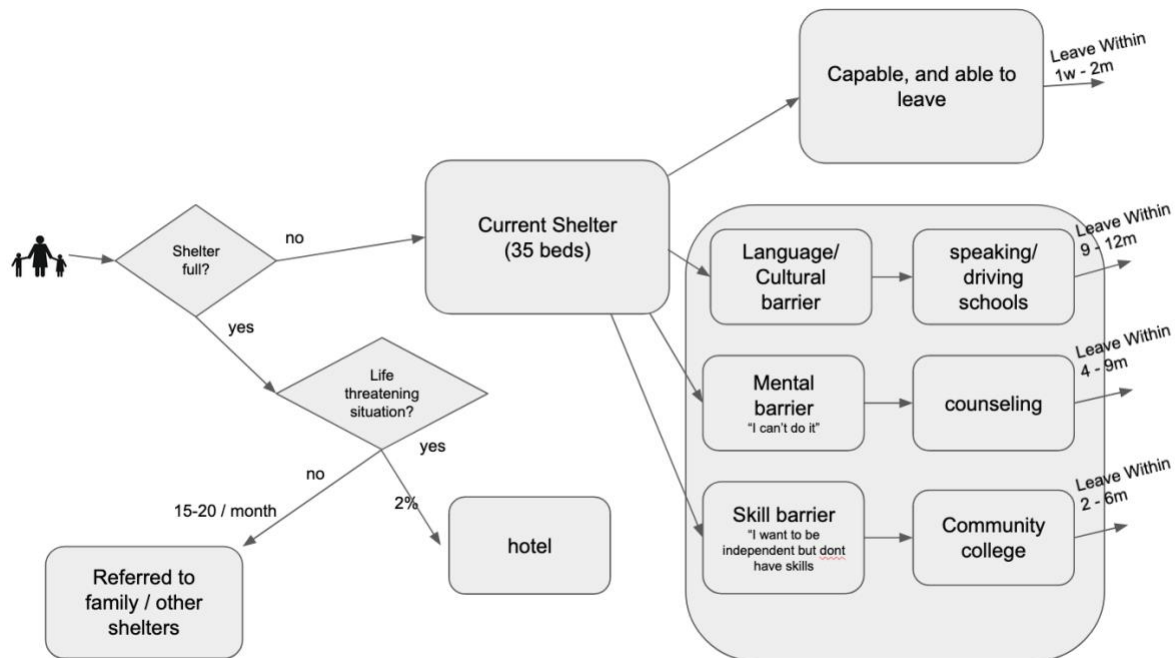 Capable, and able to
leave
Leave Within
1w - 2m
Shelter
full?
no
yes
Current Shelter
(35 beds)
Life
threatening
situation?
no
yes
15-20 / month
2%
Referred to
family / other
shelters
hotel
Language/
Cultural
barrier
speaking/
driving
schools
Leave Within
9 - 12m
Mental
barrier
"I can't do it"
counseling
Leave Within
4 - 9m
Skill barrier
"I want to be
independent but dont
have skills
Community
college
Leave Within
2 - 6m